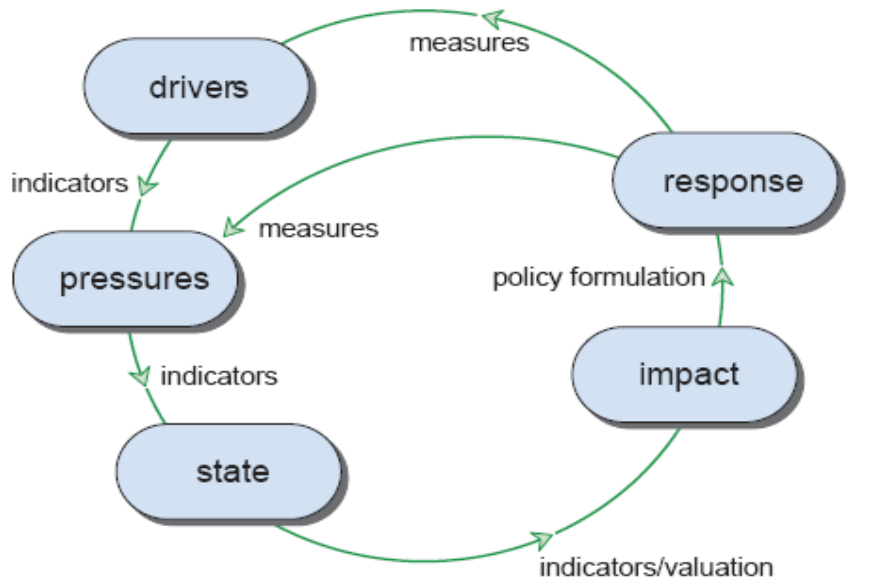 measures
drivers
indicators
response
measures
pressures
policy formulation
indicators
impact
state
indicators/valuation